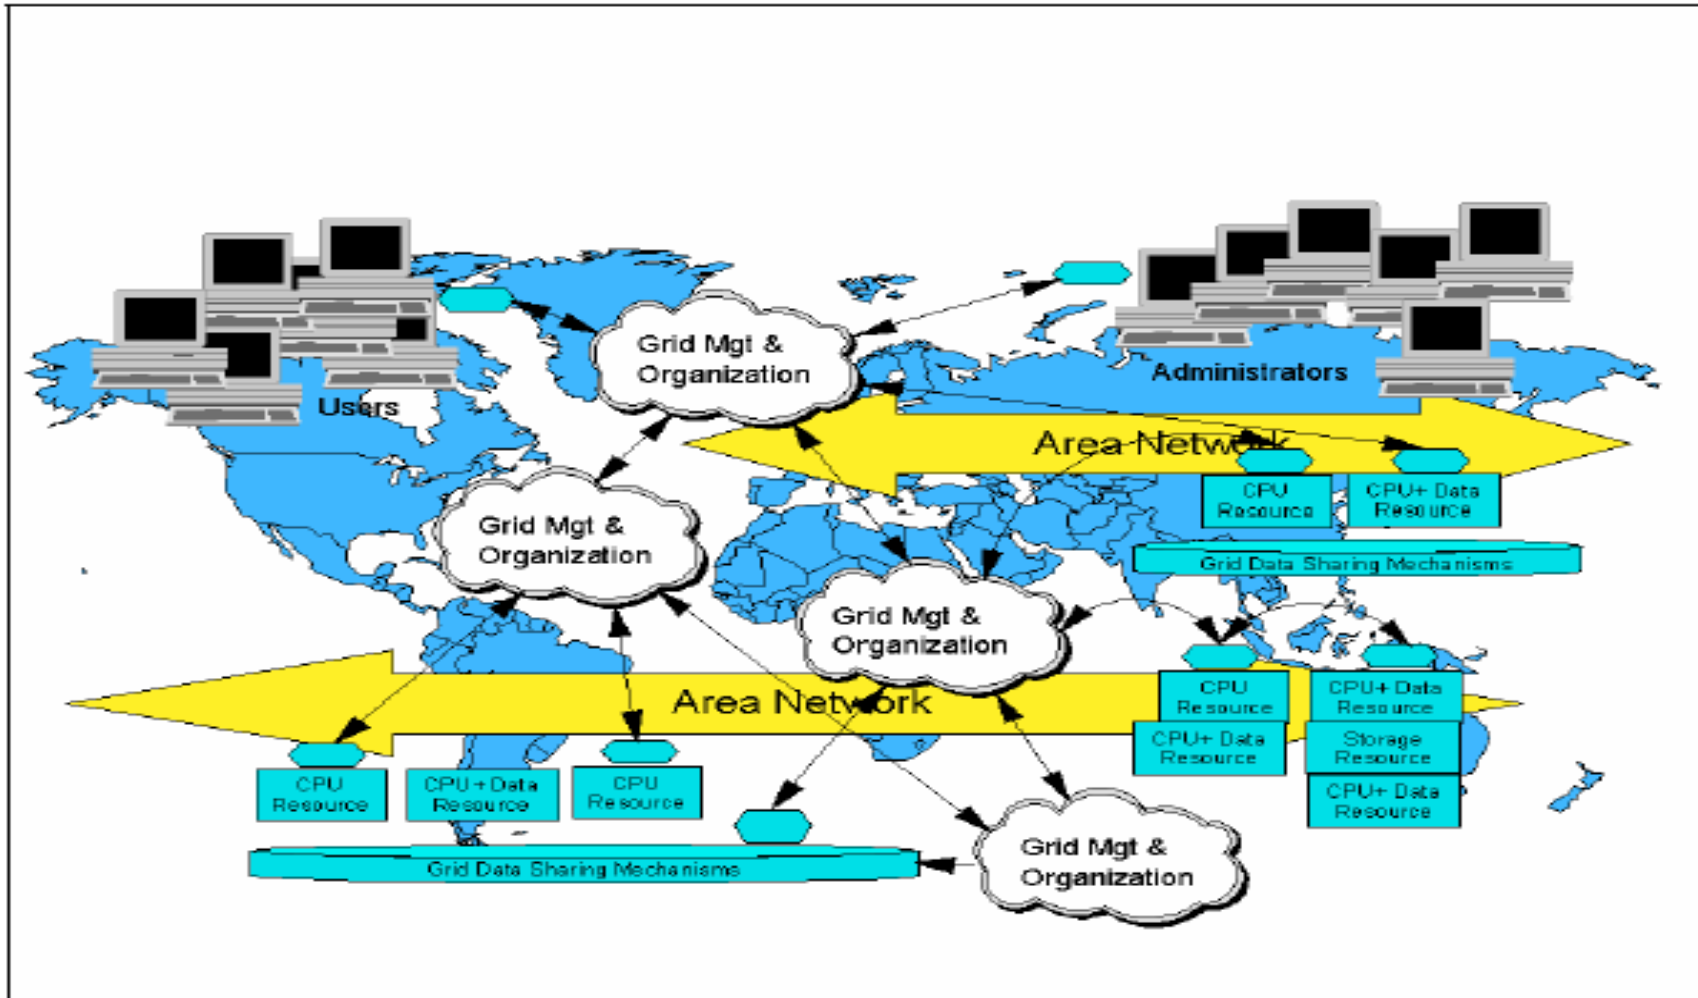 Grid Mgt &
Organization
Users
Administrators
Area Network
CPU
Resource
CPU+ Data
Resource
Grid Mgt &
Organization
Grid Data Sharing Mechanisms
Grid Mgt &
Organization
Area Network
CPU
Resource
CPU+ Data
Resource
CPU+ Data
Resource
Storage
Resource
CPU+ Data
Resource
CPU
Resource
CPU+Data
Resource
CPU
Resource
Grid Data Sharing Mechanisms
Grid Mgt &
Organization